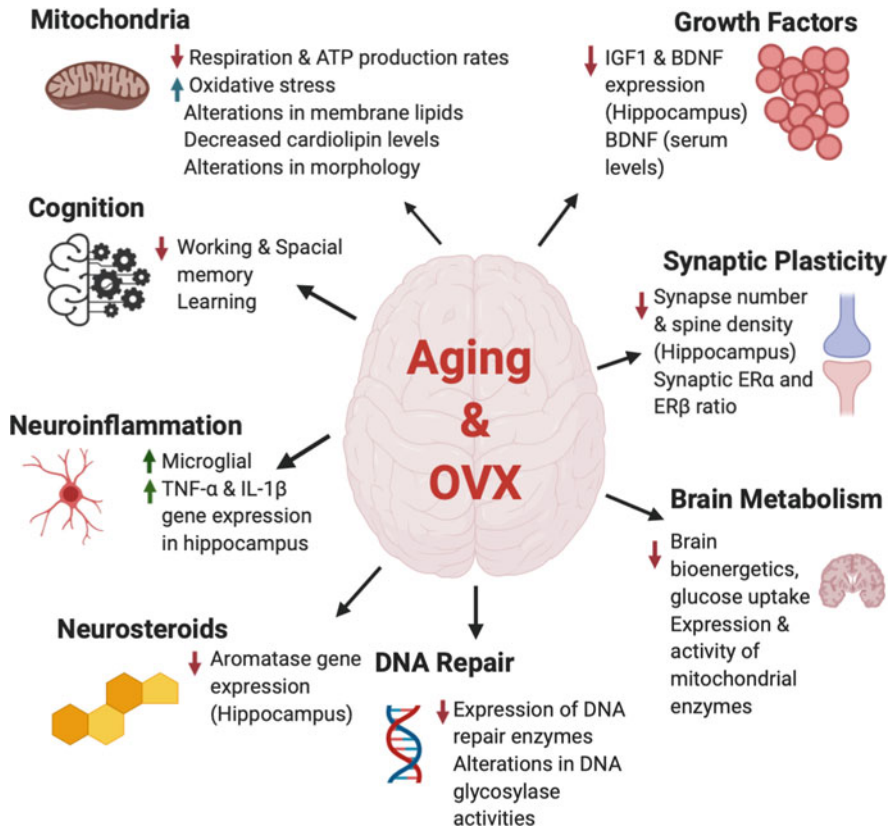 Mitochondria
Respiration & ATP production rates
Oxidative stress
Alterations in membrane lipids
Decreased cardiolipin levels
Alterations in morphology
Growth Factors
IGF1 & BDNF
expression
(Hippocampus)
BDNF (serum
levels)
Cognition
Working & Spacial
memory
Learning
Synaptic Plasticity
Synapse number
& spine density
(Hippocampus)
Synaptic ERα and
ERβ ratio
Aging
&
OVX
Neuroinflammation
Microglial
TNF-α & IL-1β
gene expression
in hippocampus
Brain Metabolism
Brain
bioenergetics,
glucose uptake
Expression &
activity of
mitochondrial
enzymes
Neurosteroids
Aromatase gene
expression
(Hippocampus)
DNA Repair
Expression of DNA
repair enzymes
Alterations in DNA
glycosylase
activities